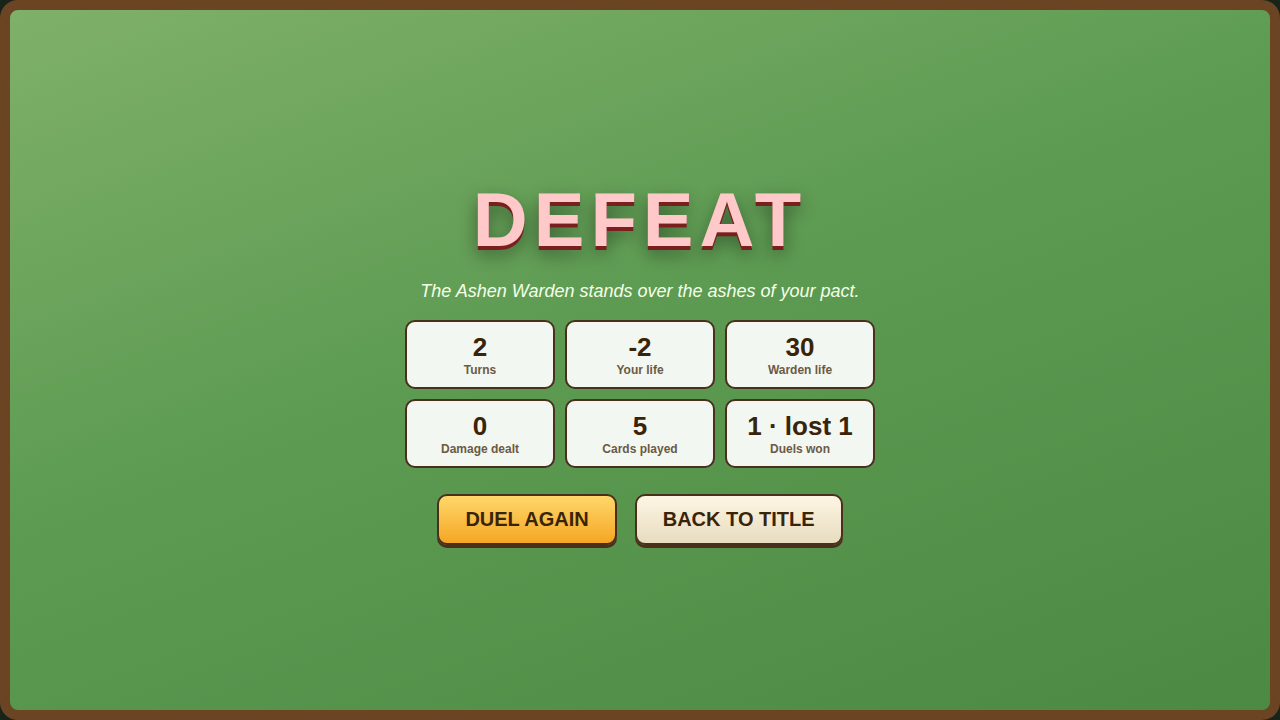 DEFEAT
The Ashen Warden stands over the ashes of your pact.
2
Turns
-2
Your life
30
Warden life
0
Damage dealt
5
Cards played
1 · lost 1
Duels won
DUEL AGAIN
BACK TO TITLE